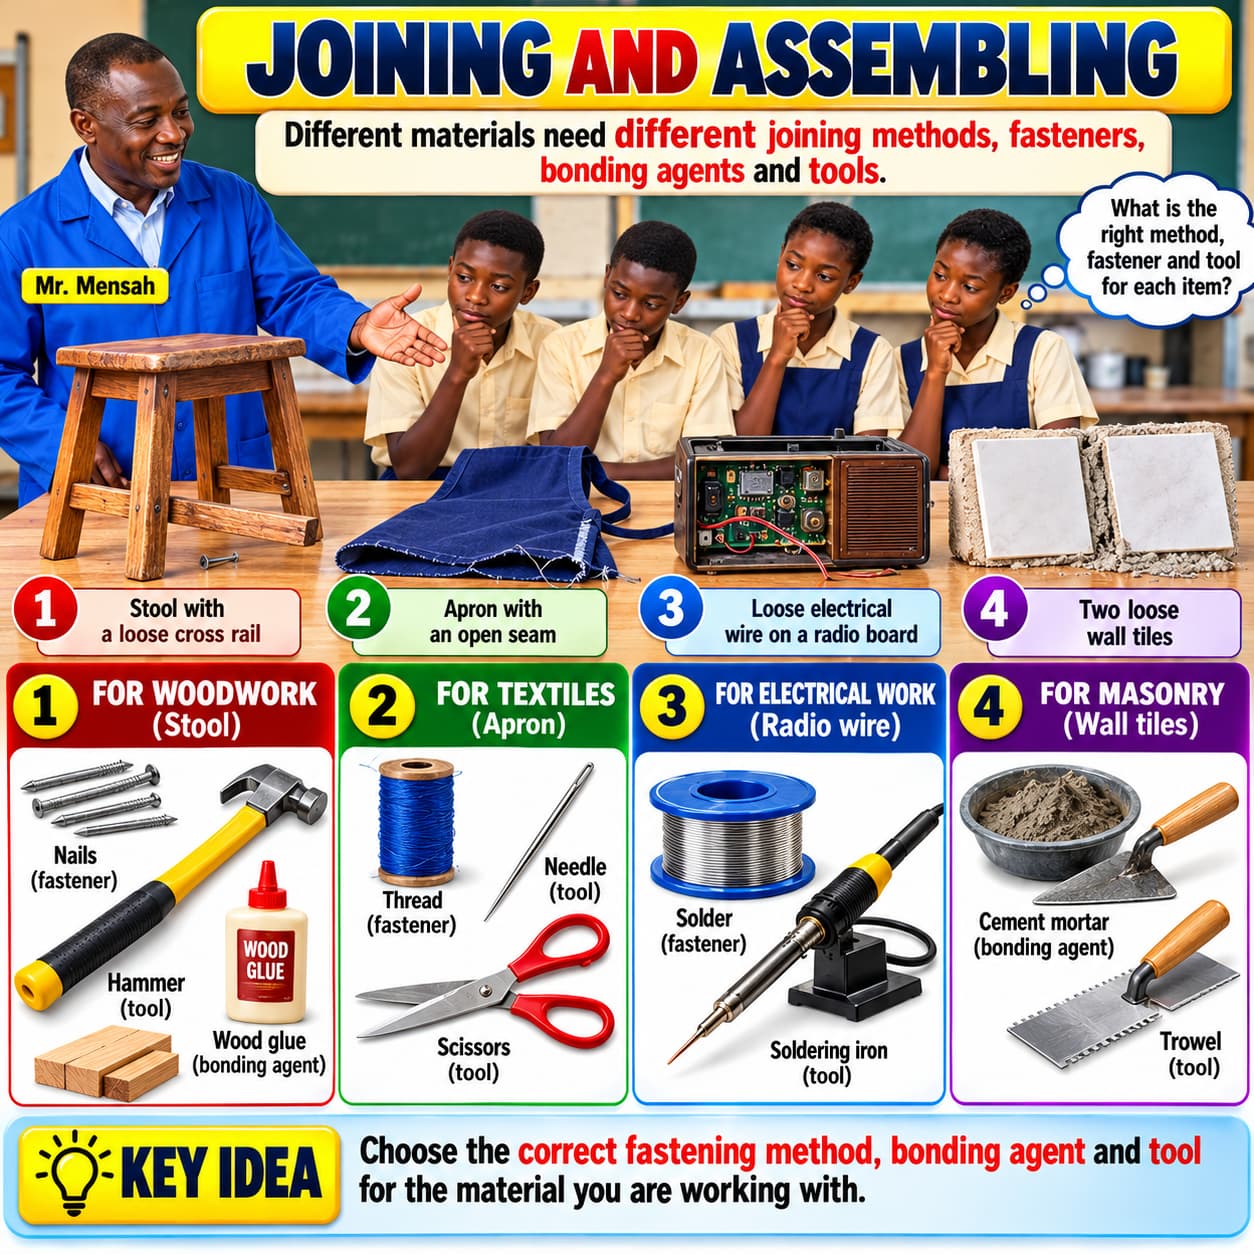 JOINING AND ASSEMBLING
Different materials need different joining methods, fasteners,
bonding agents and tools.
What is the
right method,
fastener and tool
for each item?
Mr. Mensah
1
Stool with
a loose cross rail
2
Apron with
an open seam
3
Loose electrical
wire on a radio board
4
Two loose
wall tiles
1
FOR WOODWORK
(Stool)
Nails
(fastener)
Hammer
(tool)
WOOD
GLUE
Wood glue
(bonding agent)
2
FOR TEXTILES
(Apron)
Thread
(fastener)
Needle
(tool)
Scissors
(tool)
3
FOR ELECTRICAL WORK
(Radio wire)
Solder
(fastener)
Soldering iron
(tool)
4
FOR MASONRY
(Wall tiles)
Cement mortar
(bonding agent)
Trowel
(tool)
KEY IDEA
Choose the correct fastening method, bonding agent and tool
for the material you are working with.